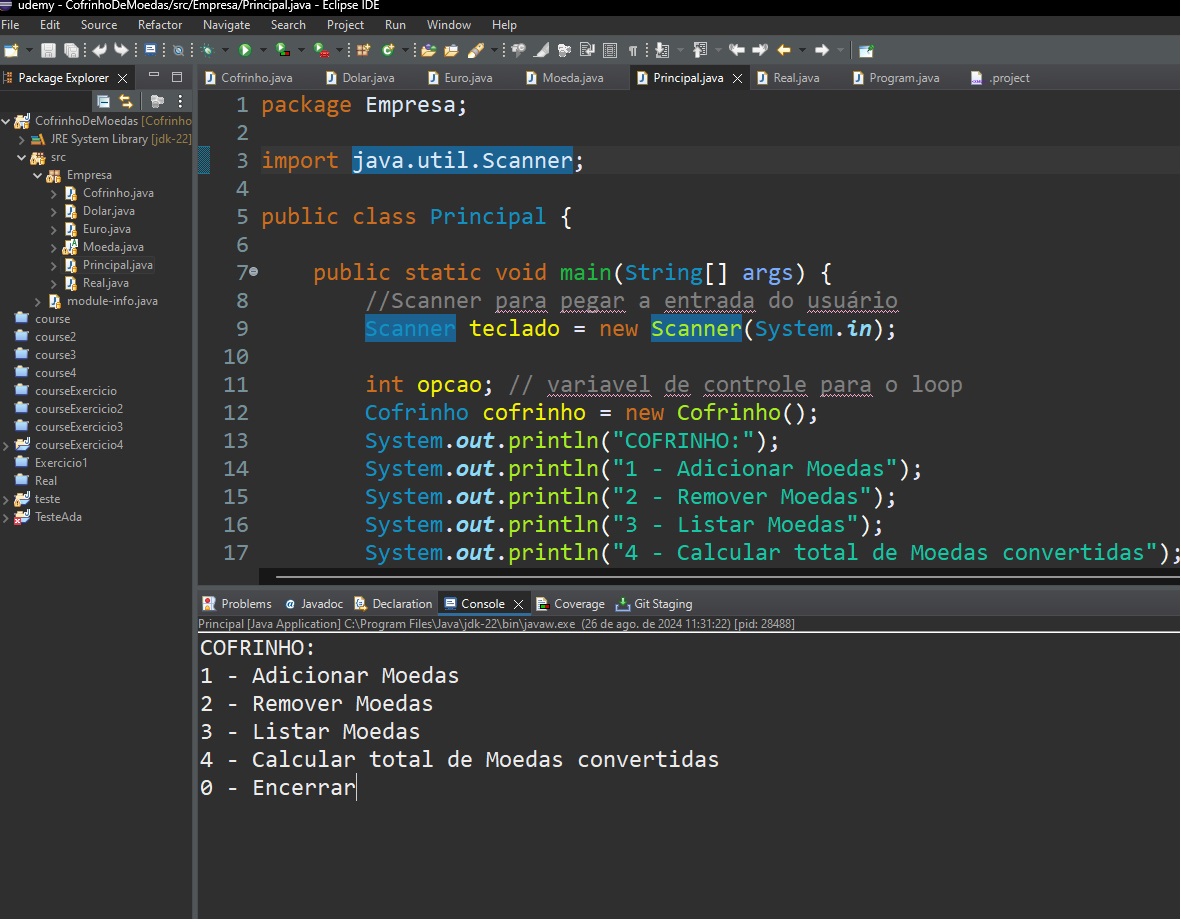 udemy - CofrinhoDeMoedas/src/Empresa/Principal.java - Eclipse IDE
File Edit Source Refactor Navigate Search Project Run Window Help
Package Explorer
CofrinhoDeMoedas [Cofrinho
JRE System Library [jdk-22]
src
Empresa
Cofrinho.java
Dolar.java
Euro.java
Moeda.java
Principal.java
Real.java
module-info.java
course
course2
course3
course4
courseExercicio
courseExercicio2
courseExercicio3
courseExercicio4
Exercicio1
Real
teste
TesteAda
Cofrinho.java Dolar.java Euro.java Moeda.java Principal.java Real.java Program.java .project
1 package Empresa;
2
3 import java.util.Scanner;
4
5 public class Principal {
6
7 public static void main(String[] args) {
8 //Scanner para pegar a entrada do usuário
9 Scanner teclado = new Scanner(System.in);
10
11 int opcao; // variavel de controle para o loop
12 Cofrinho cofrinho = new Cofrinho();
13 System.out.println("COFRINHO:");
14 System.out.println("1 - Adicionar Moedas");
15 System.out.println("2 - Remover Moedas");
16 System.out.println("3 - Listar Moedas");
17 System.out.println("4 - Calcular total de Moedas convertidas");
Problems Javadoc Declaration Console Coverage Git Staging
Principal [Java Application] C:\Program Files\Java\jdk-22\bin\javaw.exe (26 de ago. de 2024 11:31:22) [pid: 28488]
COFRINHO:
1 - Adicionar Moedas
2 - Remover Moedas
3 - Listar Moedas
4 - Calcular total de Moedas convertidas
0 - Encerrar